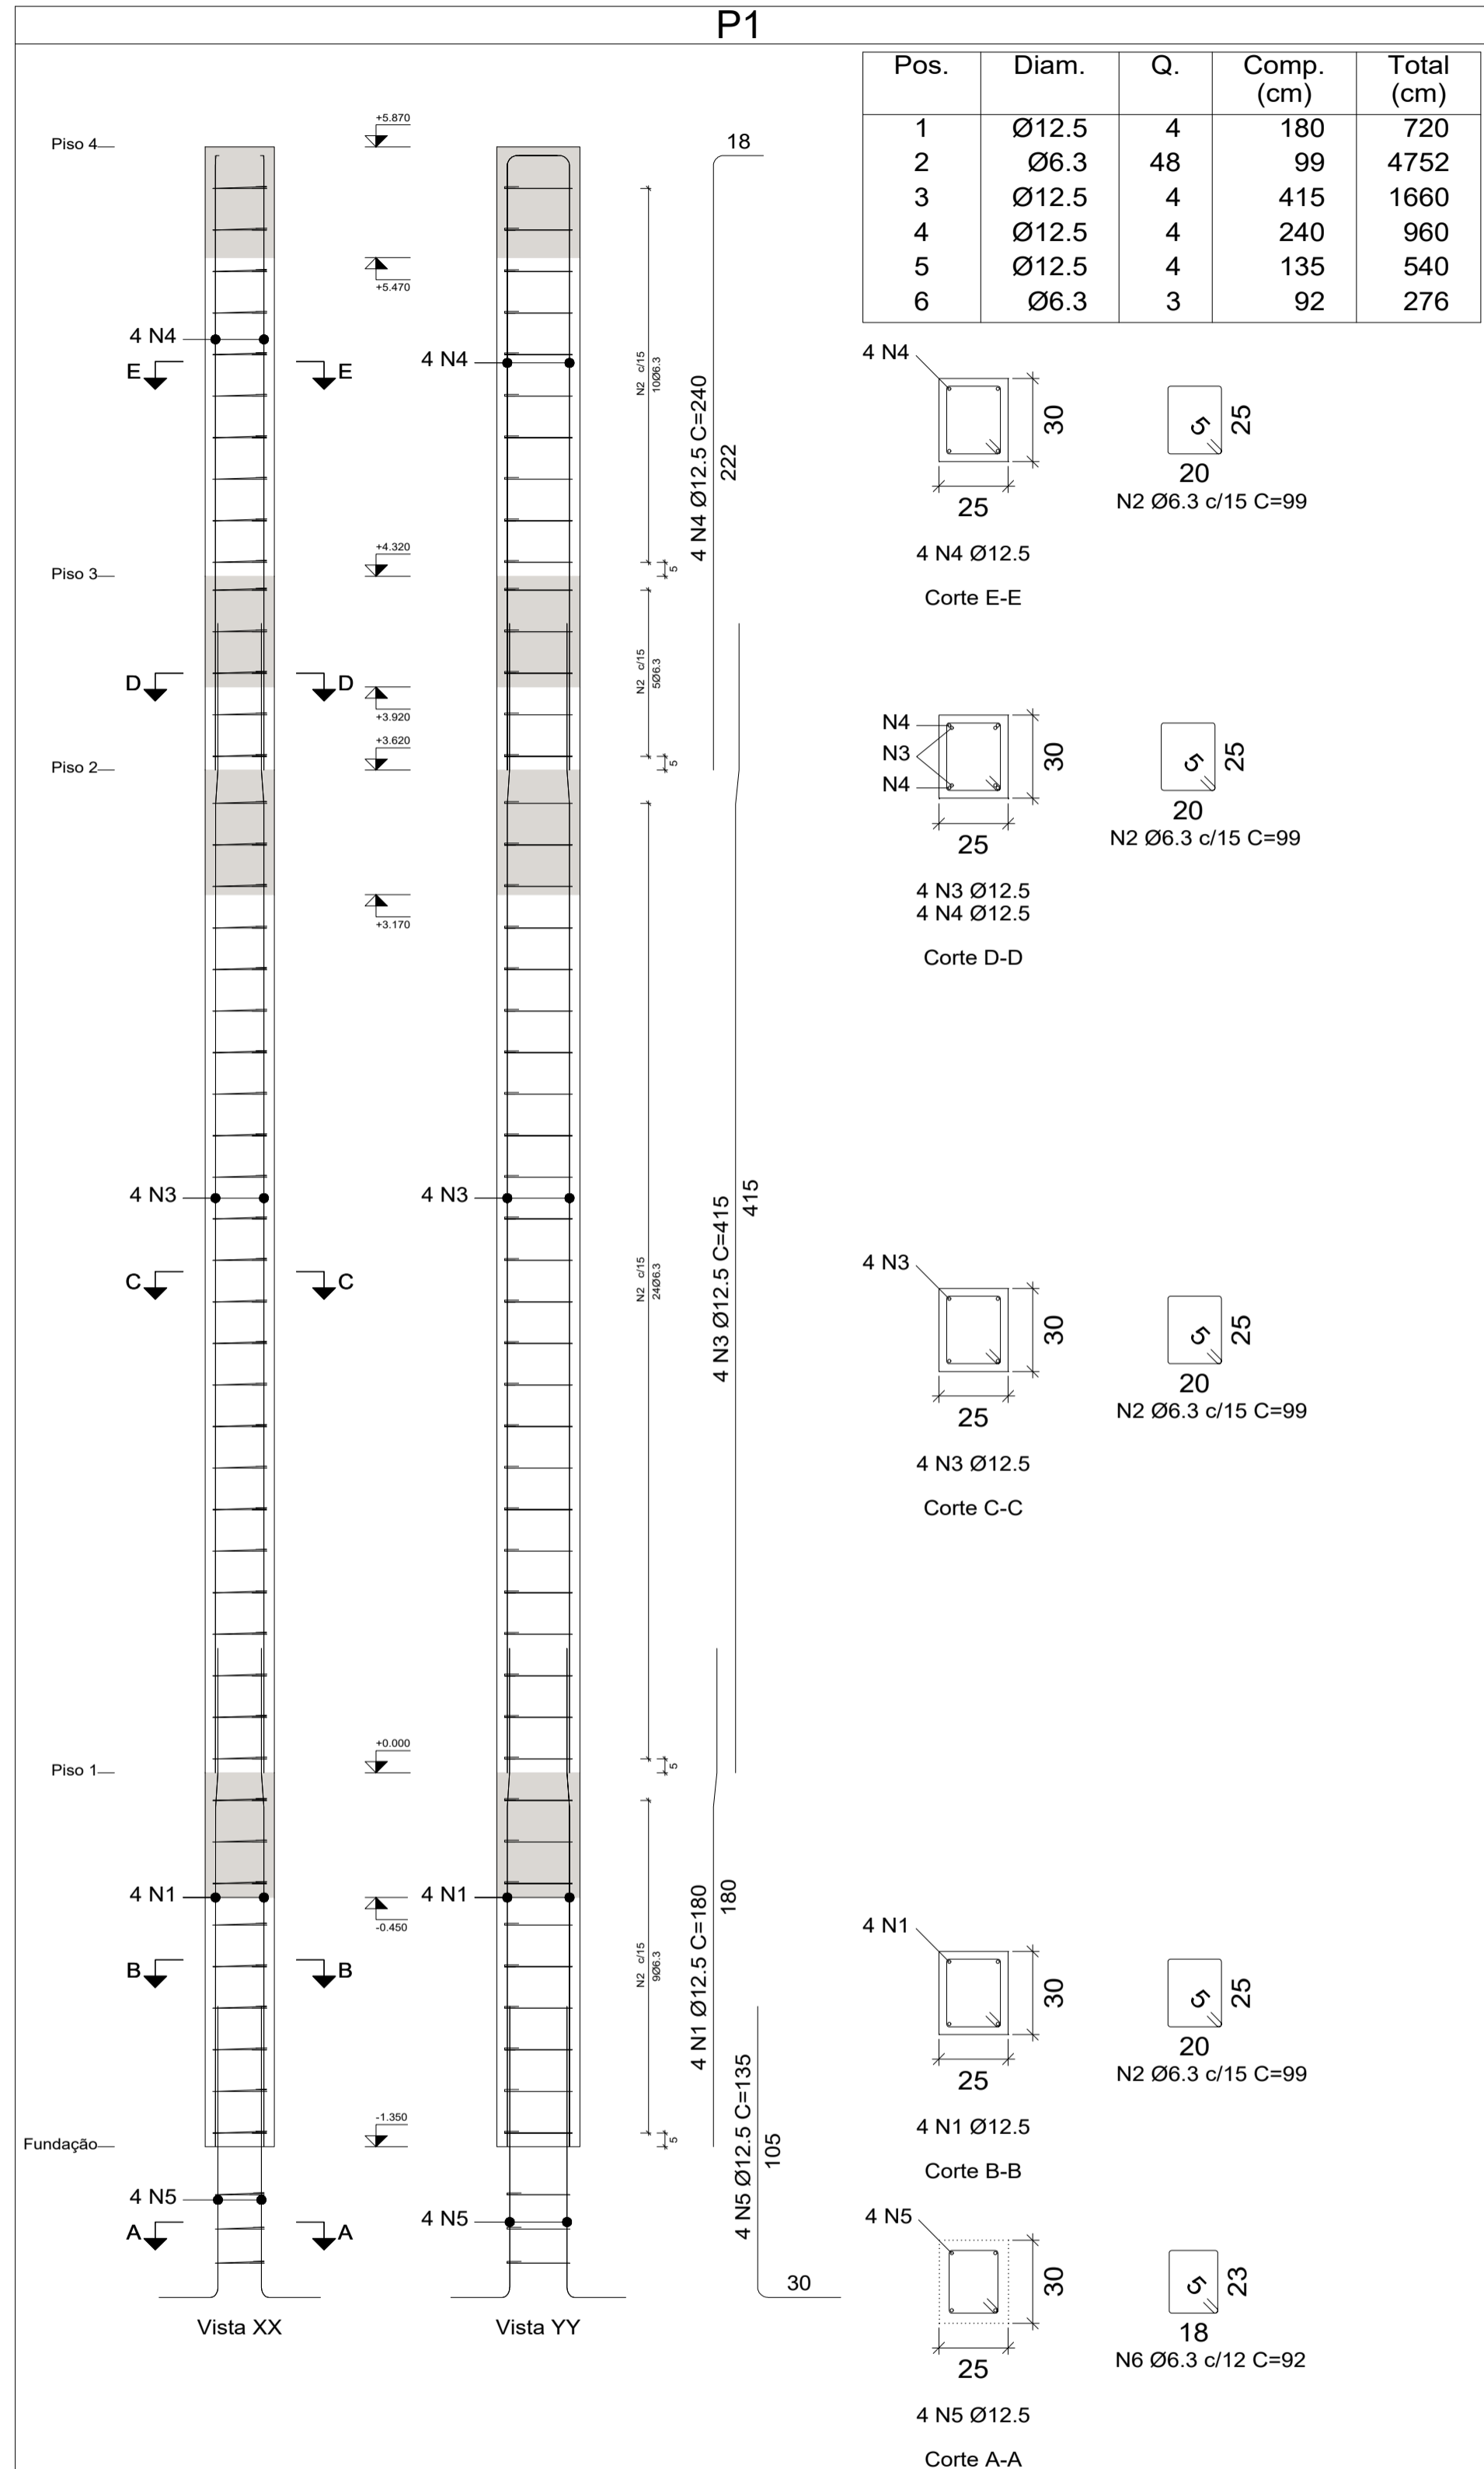 P1
Pos. Diam. Q. Comp. (cm) Total (cm)
1 Ø12.5 4 180 720
2 Ø6.3 48 99 4752
3 Ø12.5 4 415 1660
4 Ø12.5 4 240 960
5 Ø12.5 4 135 540
6 Ø6.3 3 92 276
Piso 4
+5.870
+5.470
4 N4
4 N4
E E
N2 c/15
10Ø6.3
18
4 N4 Ø12.5 C=240
222
4 N4
30
25
4 N4 Ø12.5
Corte E-E
5
25
20
N2 Ø6.3 c/15 C=99
Piso 3
+4.320
5
D D
N2 c/15
5Ø6.3
+3.920
+3.620
Piso 2
5
N4
N3
N4
30
25
4 N3 Ø12.5
4 N4 Ø12.5
Corte D-D
5
25
20
N2 Ø6.3 c/15 C=99
+3.170
4 N3
4 N3
C C
N2 c/15
24Ø6.3
4 N3 Ø12.5 C=415
415
4 N3
30
25
4 N3 Ø12.5
Corte C-C
5
25
20
N2 Ø6.3 c/15 C=99
Piso 1
+0.000
5
4 N1
4 N1
-0.450
B B
N2 c/15
9Ø6.3
4 N1 Ø12.5 C=180
180
4 N1
30
25
4 N1 Ø12.5
Corte B-B
5
25
20
N2 Ø6.3 c/15 C=99
Fundação
-1.350
5
4 N5
4 N5
A A
4 N5 Ø12.5 C=135
105
30
4 N5
30
25
4 N5 Ø12.5
Corte A-A
5
23
18
N6 Ø6.3 c/12 C=92
Vista XX
Vista YY